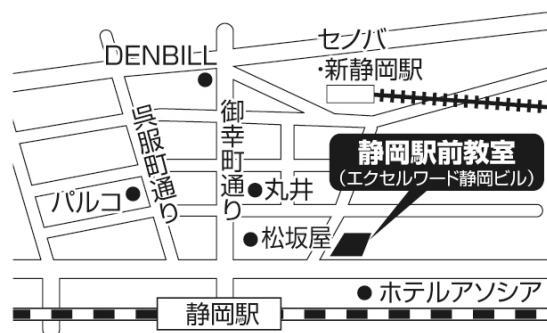 セノバ
・新静岡駅
DENBILL
呉服町通り
御幸町通り
静岡駅前教室
(エクセルワード静岡ビル)
パルコ
丸井
松坂屋
ホテルアソシア
静岡駅